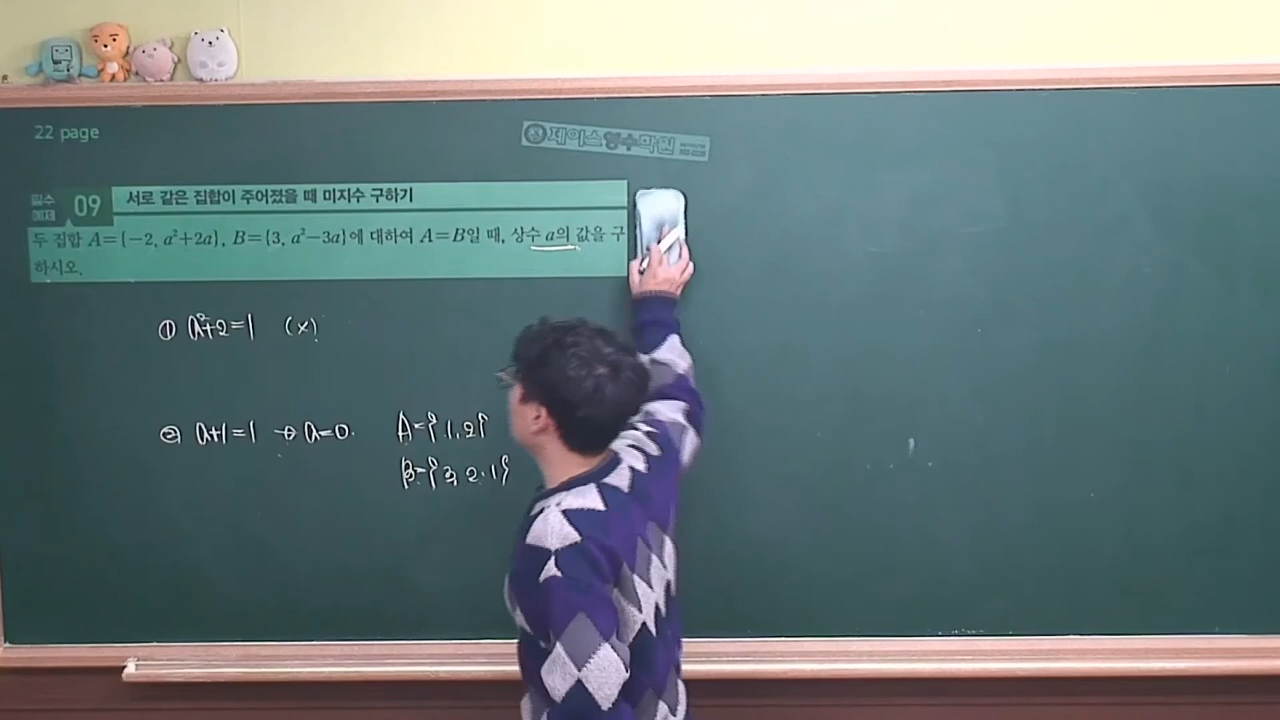 22 page
제이스영수학원
필수
예제 09 서로 같은 집합이 주어졌을 때 미지수 구하기
두 집합 A={-2, a²+2a}, B={3, a²-3a}에 대하여 A=B일 때, 상수 a의 값을 구
하시오.
① a²+2=1 (×)
② a+1=1 → a=0. A={1, 2}
B={3, 2, 1}